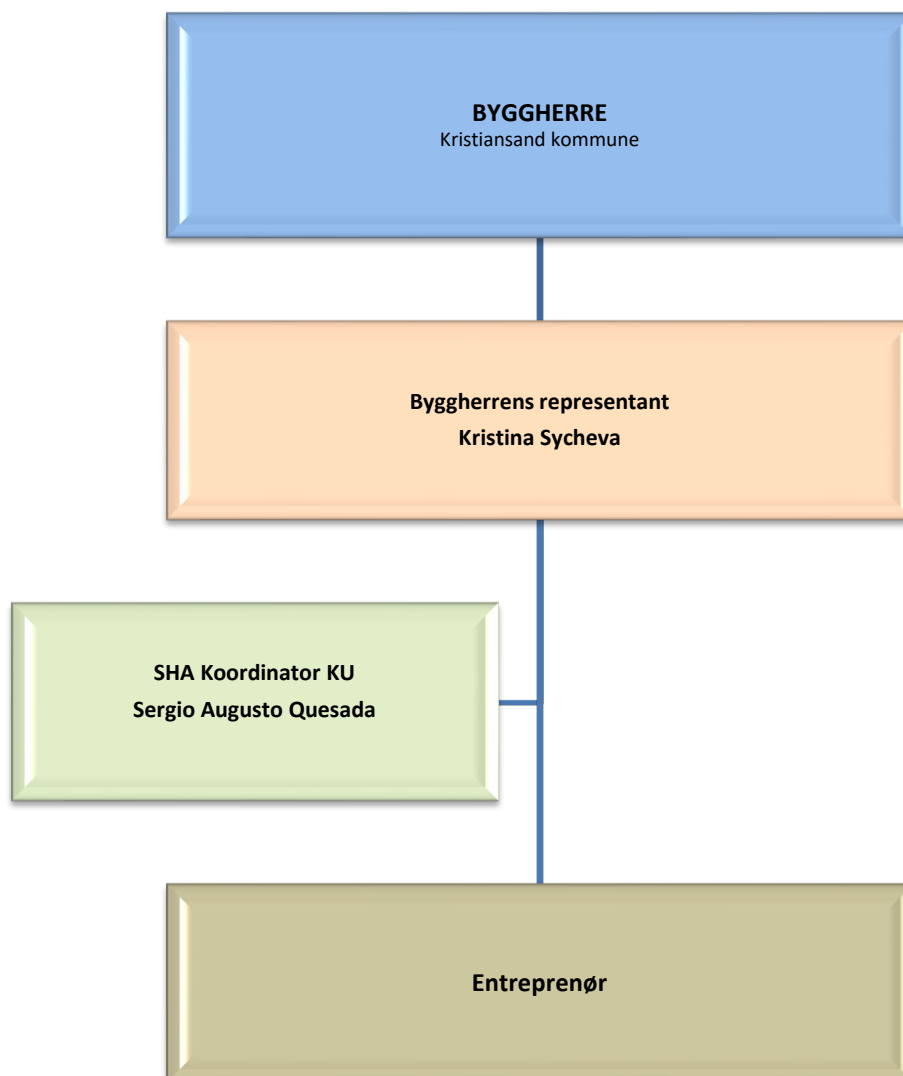 BYGGHERRE
Kristiansand kommune
Byggherrens representant
Kristina Sycheva
SHA Koordinator KU
Sergio Augusto Quesada
Entreprenør